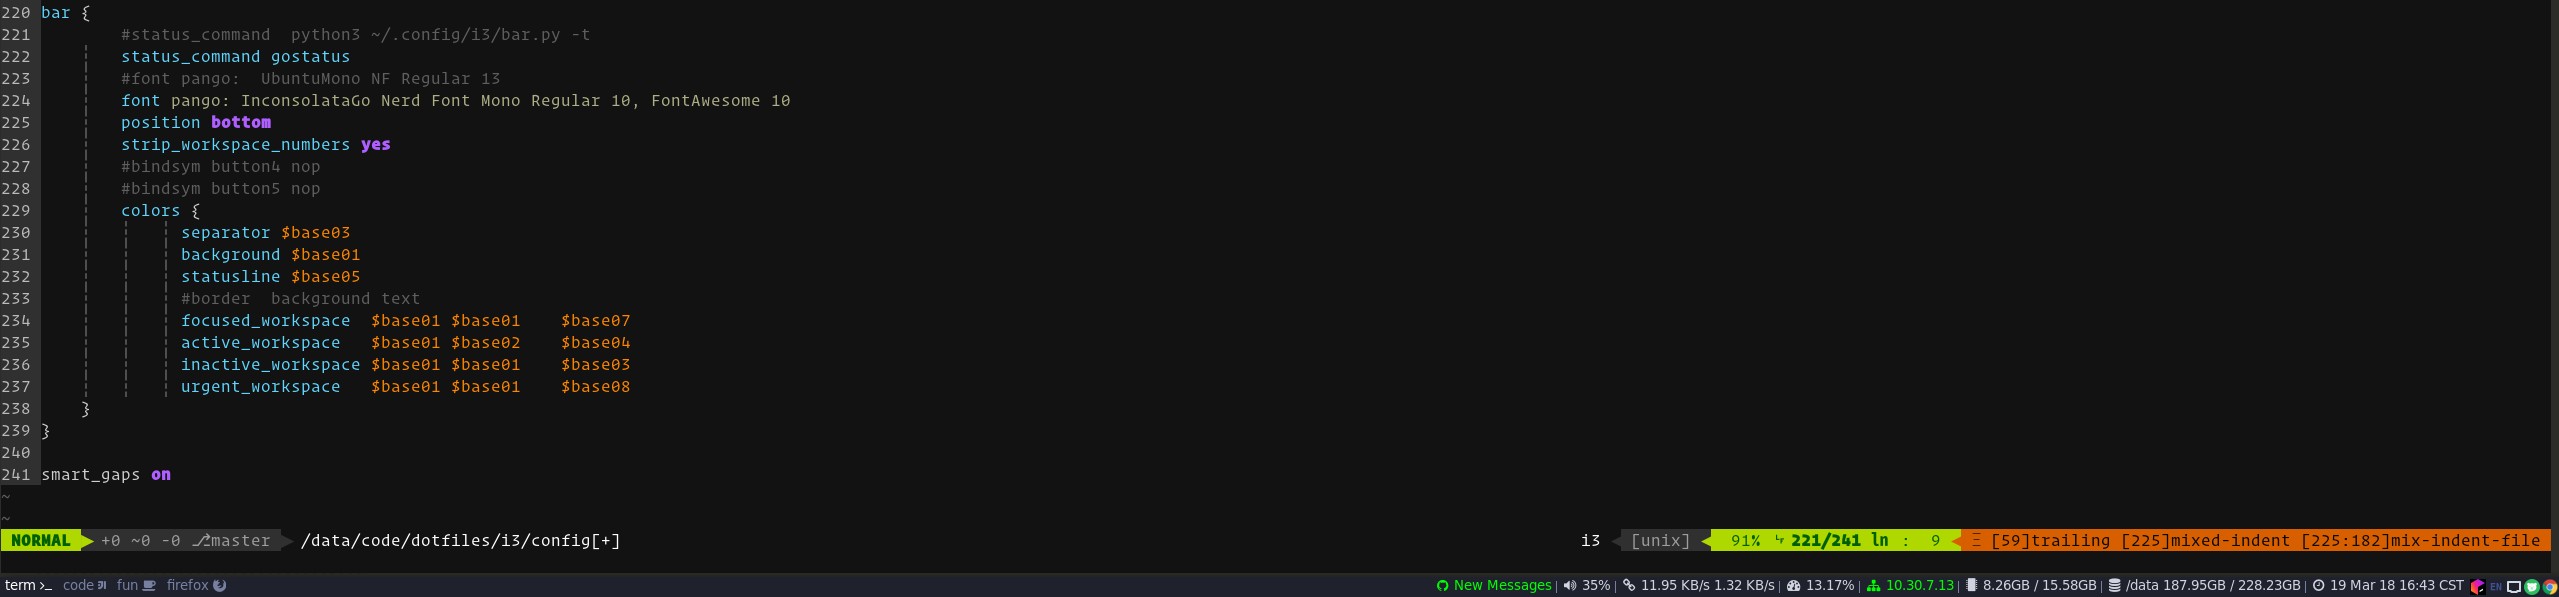 220 bar {
221 #status_command  python3 ~/.config/i3/bar.py -t
222 status_command gostatus
223 #font pango:  UbuntuMono NF Regular 13
224 font pango: InconsolataGo Nerd Font Mono Regular 10, FontAwesome 10
225 position bottom
226 strip_workspace_numbers yes
227 #bindsym button4 nop
228 #bindsym button5 nop
229 colors {
230 separator $base03
231 background $base01
232 statusline $base05
233 #border  background text
234 focused_workspace  $base01 $base01    $base07
235 active_workspace   $base01 $base02    $base04
236 inactive_workspace $base01 $base01    $base03
237 urgent_workspace   $base01 $base01    $base08
238 }
239 }
240
241 smart_gaps on
~
~
NORMAL +0 ~0 -0 master /data/code/dotfiles/i3/config[+] i3 [unix] 91% 221/241 ln : 9 Ξ [59]trailing [225]mixed-indent [225:182]mix-indent-file
term code fun firefox New Messages | 35% | 11.95 KB/s 1.32 KB/s | 13.17% | 10.30.7.13 | 8.26GB / 15.58GB | /data 187.95GB / 228.23GB | 19 Mar 18 16:43 CST EN